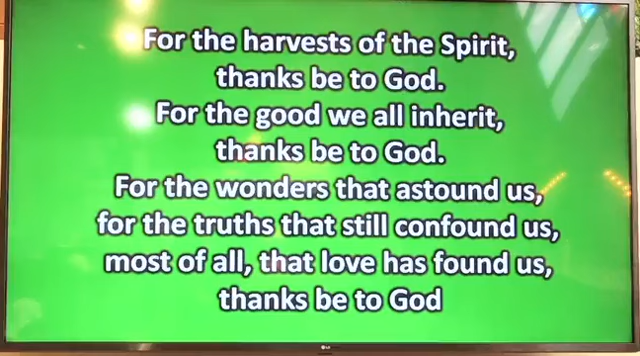 For the harvests of the Spirit,
thanks be to God.
For the good we all inherit,
thanks be to God.
For the wonders that astound us,
for the truths that still confound us,
most of all, that love has found us,
thanks be to God
LG